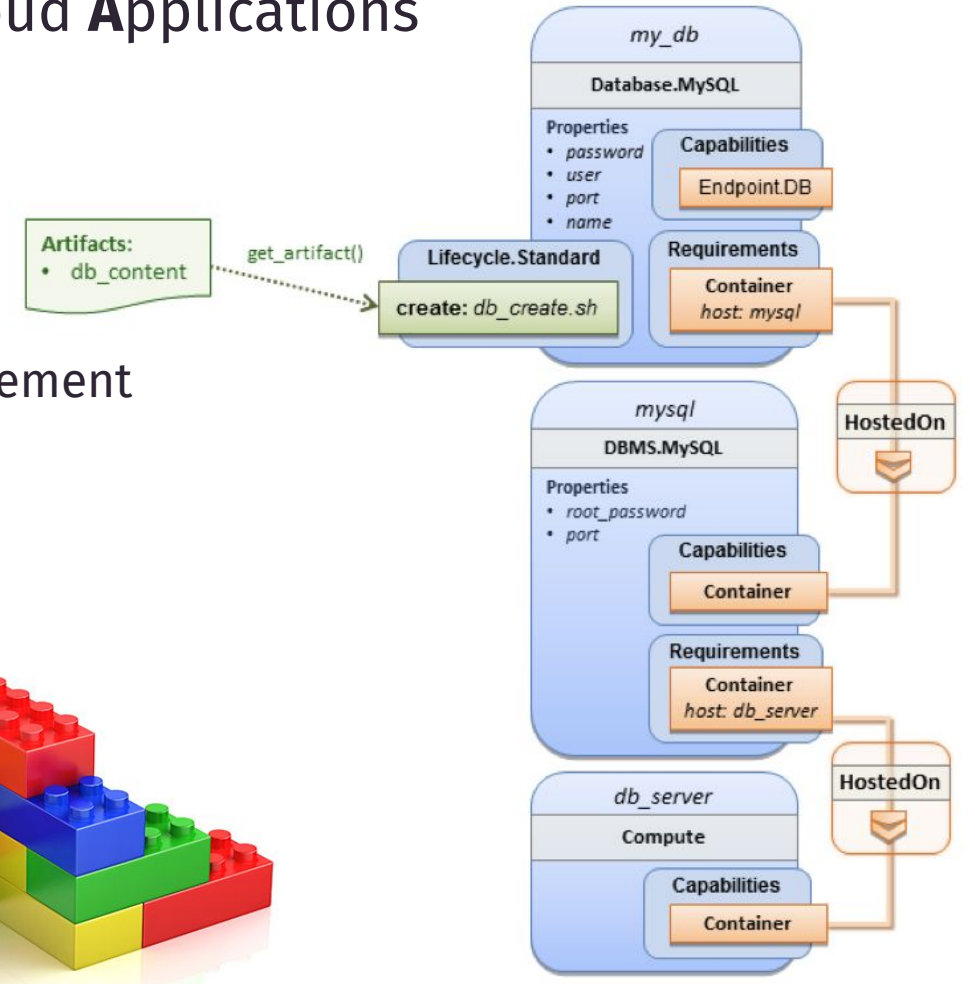 oud Applications
my_db
Database.MySQL
Properties
• password
• user
• port
• name
Capabilities
Endpoint.DB
Requirements
Container
host: mysql
Lifecycle.Standard
create: db_create.sh
Artifacts:
• db_content
get_artifact()
ement
HostedOn
mysql
DBMS.MySQL
Properties
• root_password
• port
Capabilities
Container
Requirements
Container
host: db_server
HostedOn
db_server
Compute
Capabilities
Container